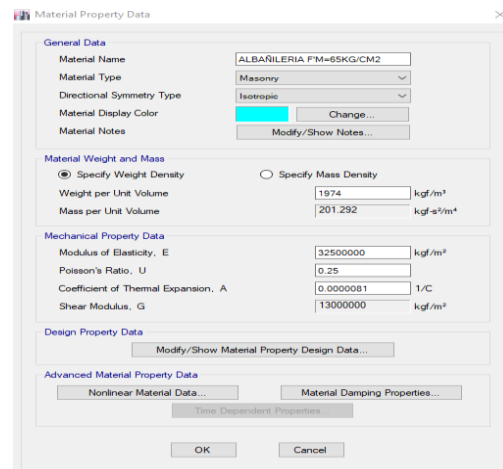 Material Property Data
General Data
Material Name ALBAÑILERIA F'M=65KG/CM2
Material Type Masonry
Directional Symmetry Type Isotropic
Material Display Color Change...
Material Notes Modify/Show Notes...
Material Weight and Mass
Specify Weight Density Specify Mass Density
Weight per Unit Volume 1974 kgf/m³
Mass per Unit Volume 201.292 kgf-s²/m⁴
Mechanical Property Data
Modulus of Elasticity, E 32500000 kgf/m²
Poisson's Ratio, U 0.25
Coefficient of Thermal Expansion, A 0.0000081 1/C
Shear Modulus, G 13000000 kgf/m²
Design Property Data
Modify/Show Material Property Design Data...
Advanced Material Property Data
Nonlinear Material Data... Material Damping Properties...
Time Dependent Properties...
OK Cancel